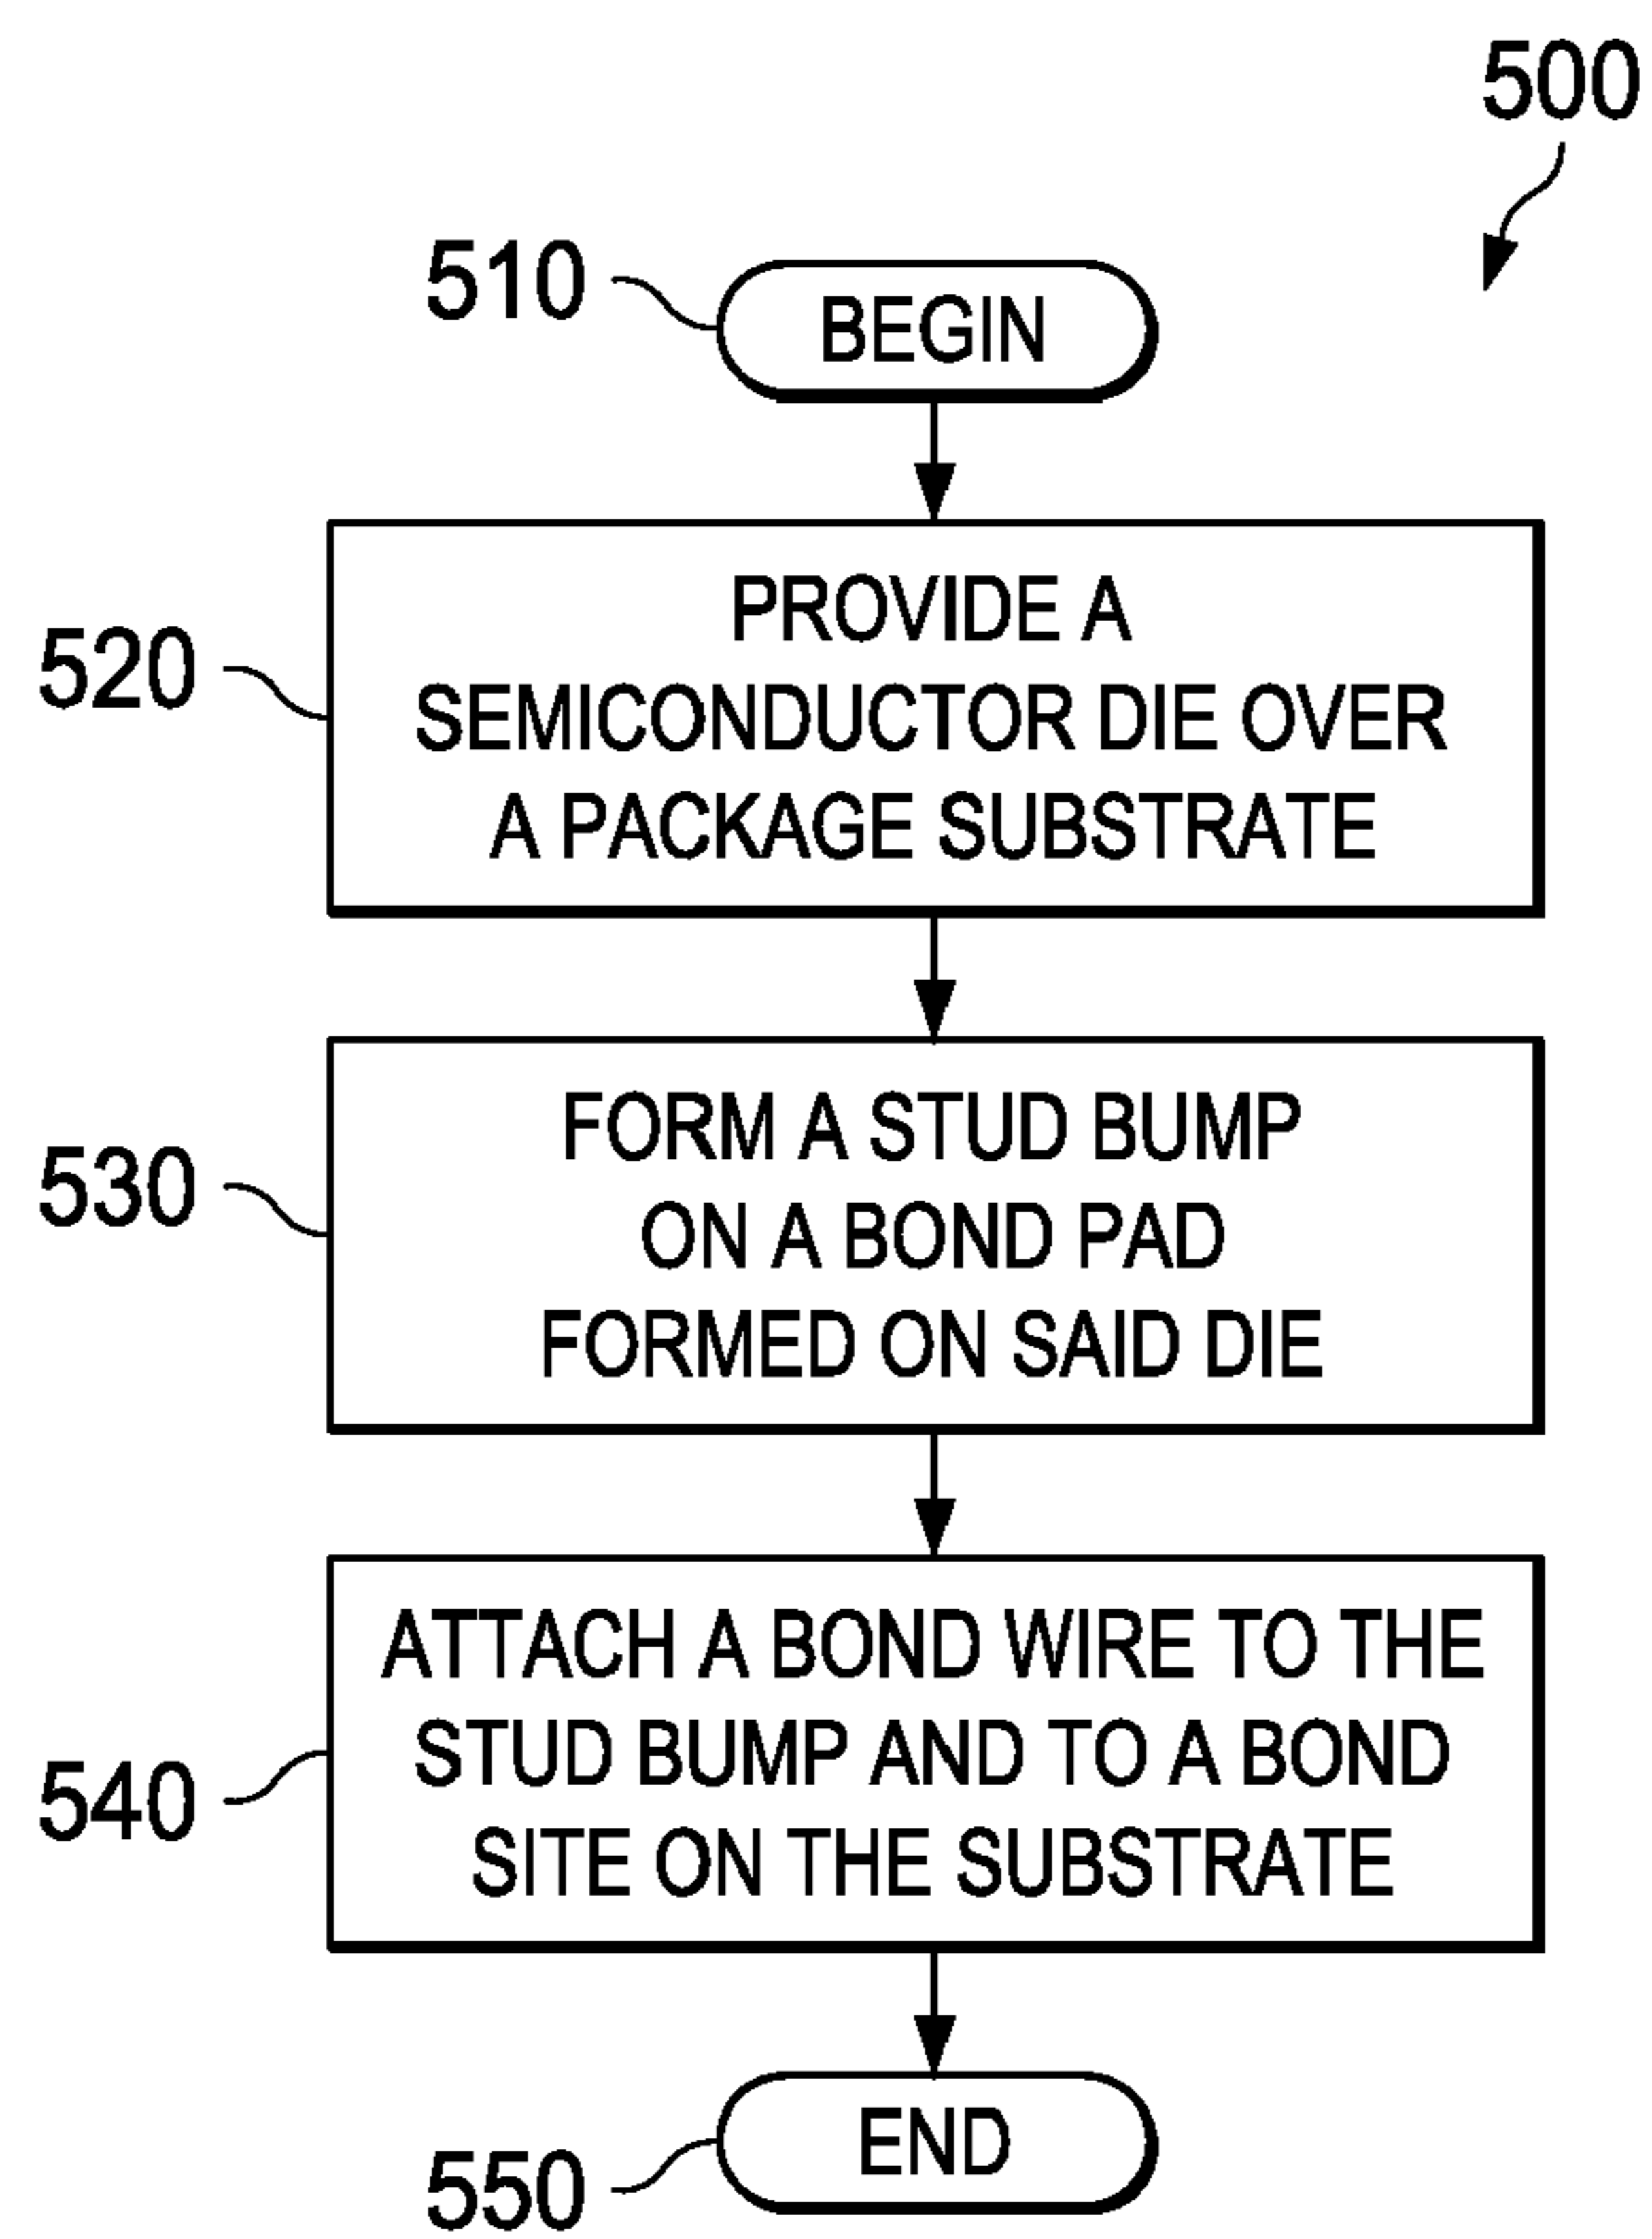 500
510
BEGIN
520
PROVIDE A
SEMICONDUCTOR DIE OVER
A PACKAGE SUBSTRATE
530
FORM A STUD BUMP
ON A BOND PAD
FORMED ON SAID DIE
540
ATTACH A BOND WIRE TO THE
STUD BUMP AND TO A BOND
SITE ON THE SUBSTRATE
550
END